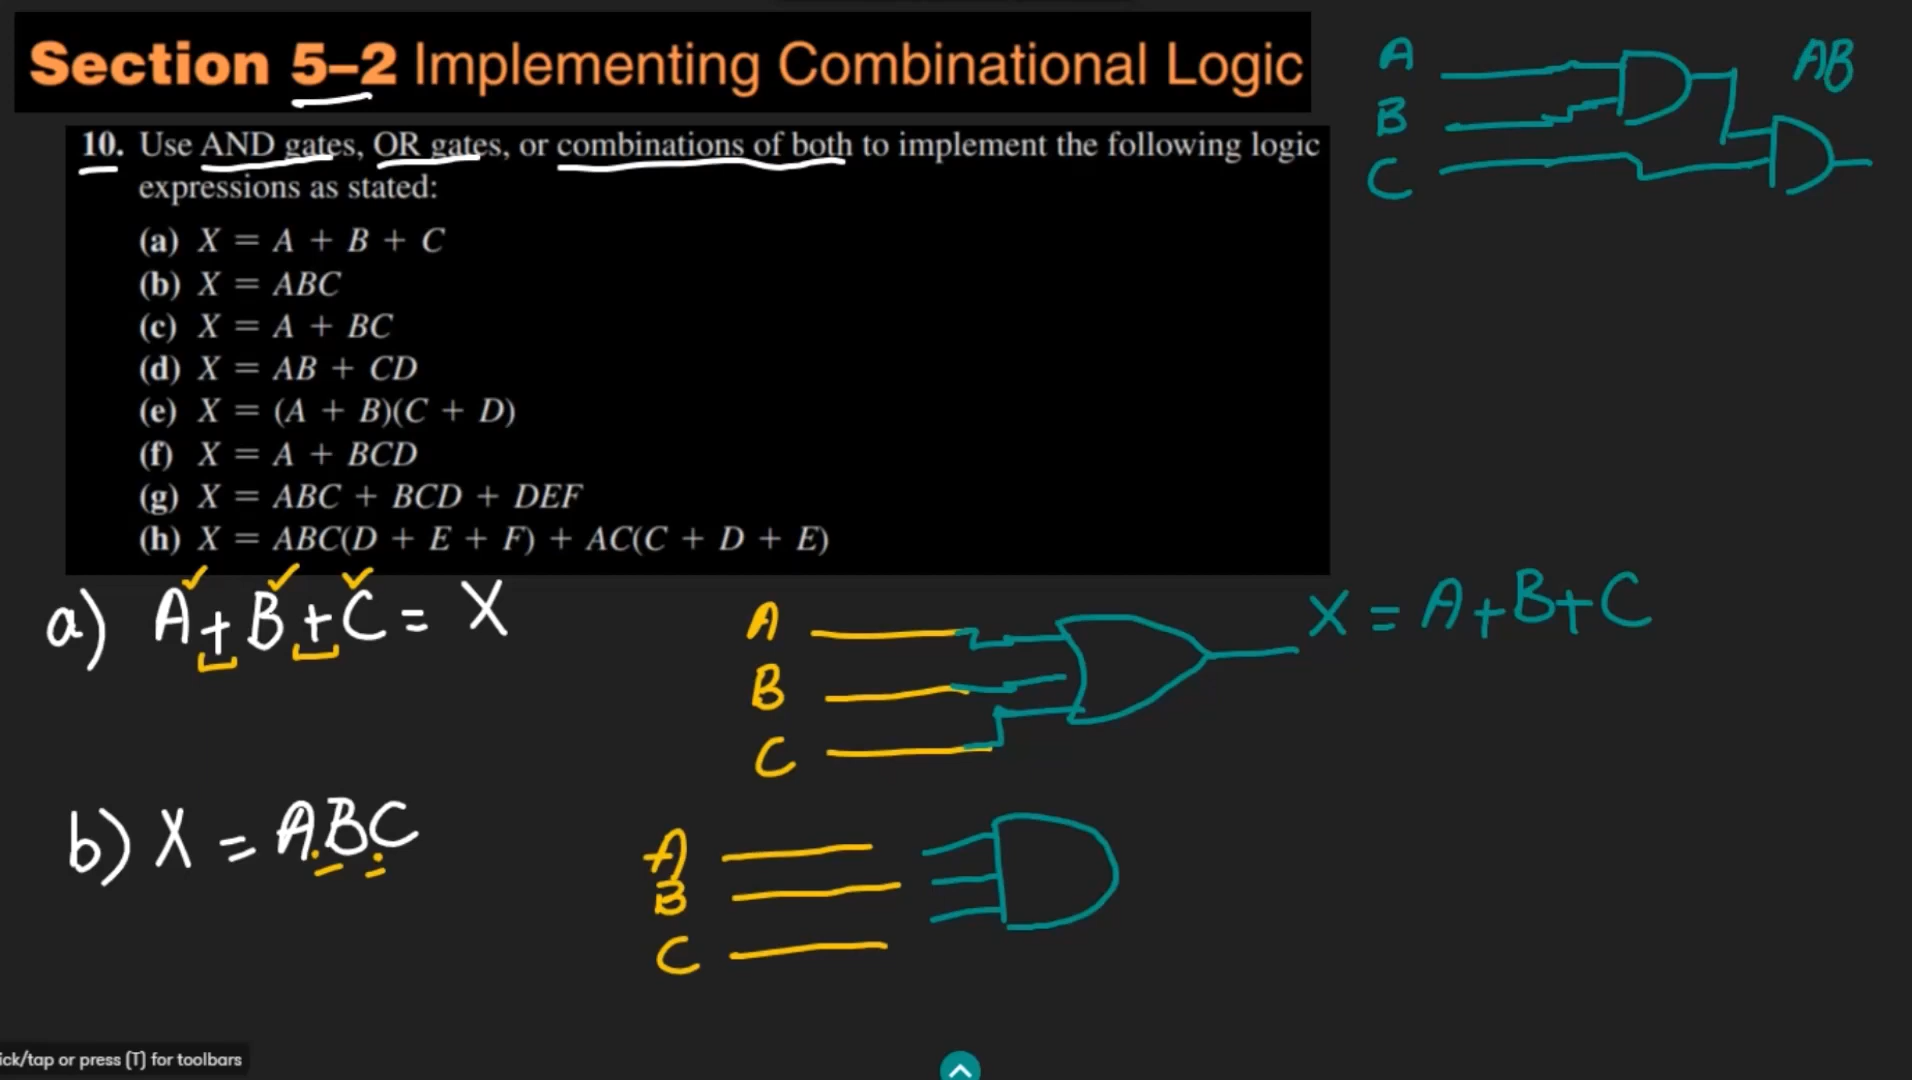 Section 5–2 Implementing Combinational Logic
10. Use AND gates, OR gates, or combinations of both to implement the following logic
expressions as stated:
(a) X = A + B + C
(b) X = ABC
(c) X = A + BC
(d) X = AB + CD
(e) X = (A + B)(C + D)
(f) X = A + BCD
(g) X = ABC + BCD + DEF
(h) X = ABC(D + E + F) + AC(C + D + E)
A
B
C
AB
a) A+B+C = X
A
B
C
X = A+B+C
b) X = A.B.C
A
B
C
ick/tap or press (T) for toolbars